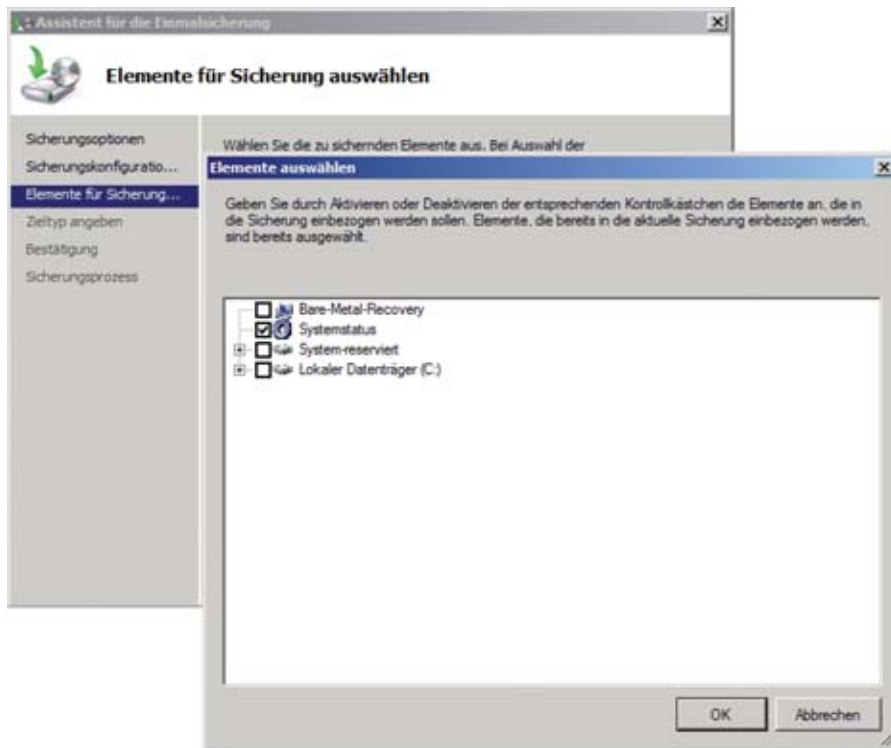 Assistent für die Einmalsicherung
Elemente für Sicherung auswählen
Sicherungsoptionen
Sicherungskonfiguratio...
Elemente für Sicherung...
Zieltyp angeben
Bestätigung
Sicherungsprozess
Wählen Sie die zu sichernden Elemente aus. Bei Auswahl der
Elemente auswählen
Geben Sie durch Aktivieren oder Deaktivieren der entsprechenden Kontrollkästchen die Elemente an, die in
die Sicherung einbezogen werden sollen. Elemente, die bereits in die aktuelle Sicherung einbezogen werden,
sind bereits ausgewählt.
Bare-Metal-Recovery
Systemstatus
System-reserviert
Lokaler Datenträger (C:)
OK
Abbrechen